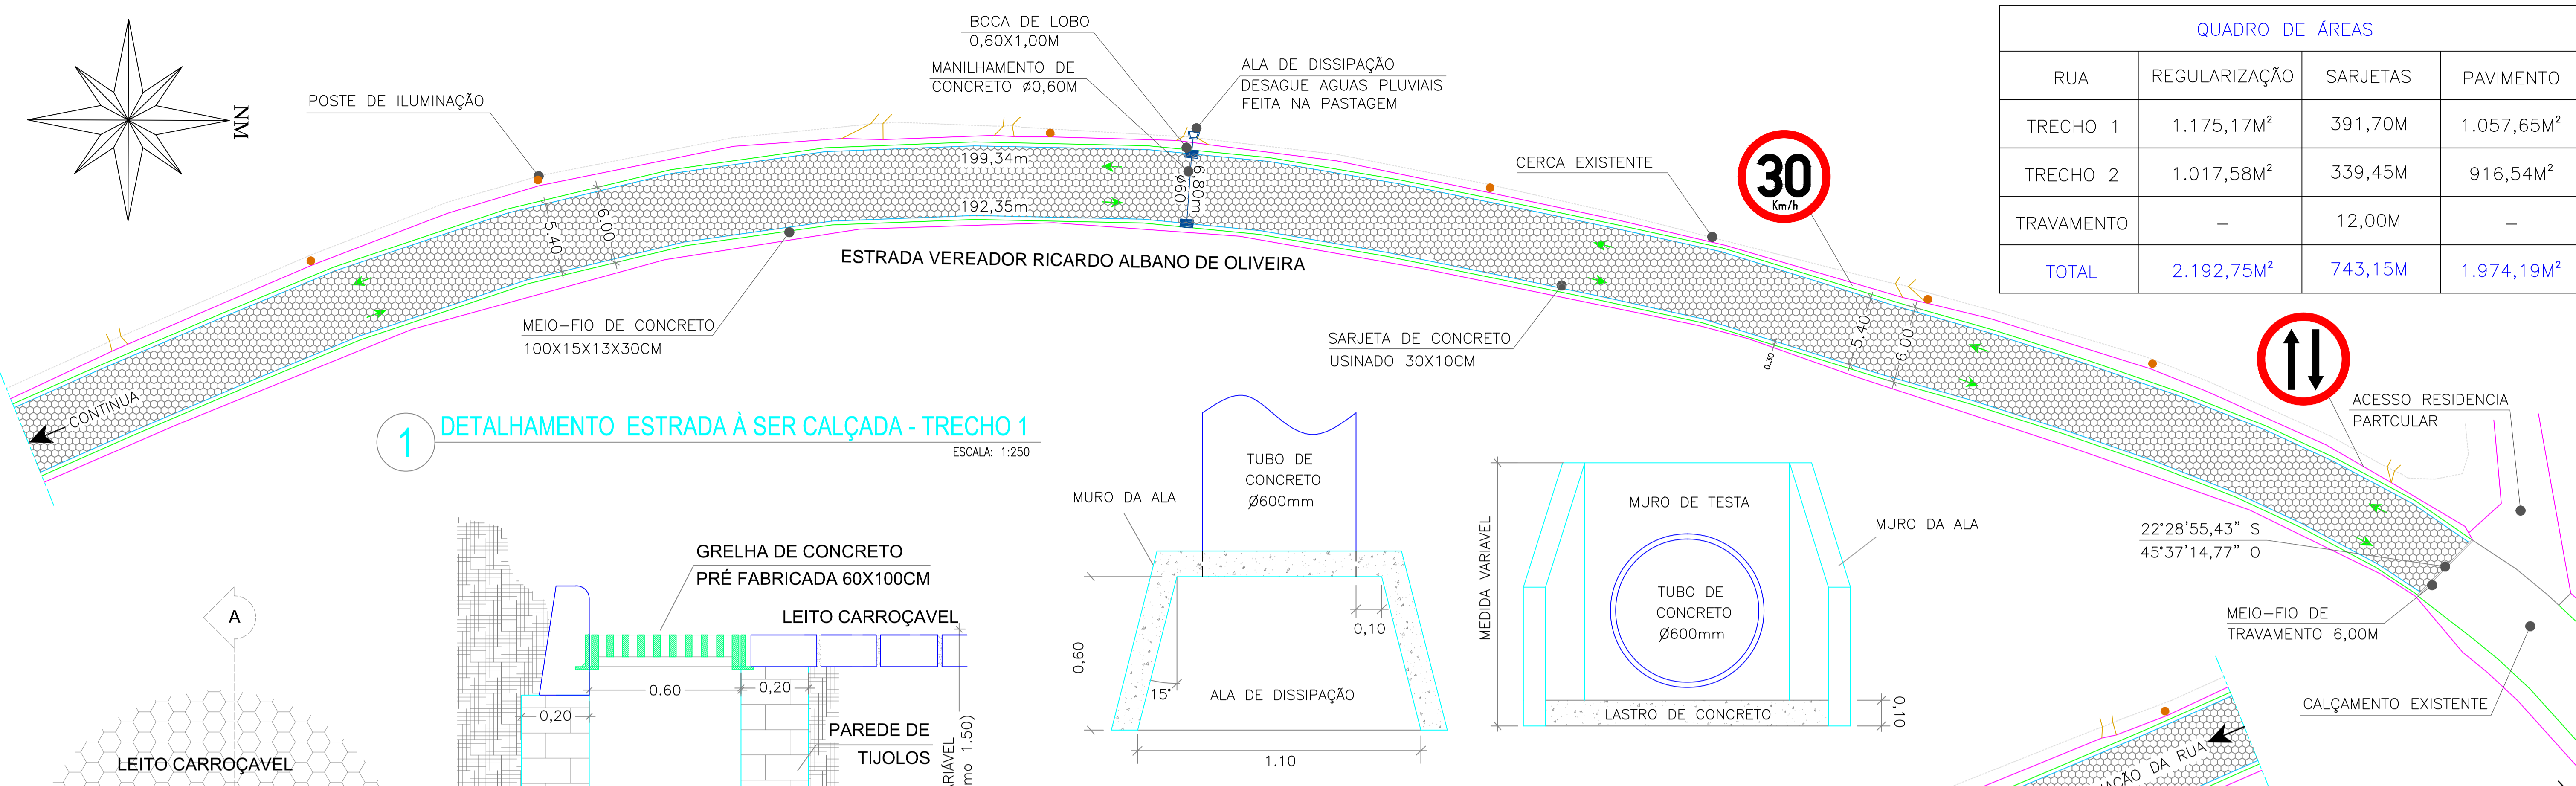 BOCA DE LOBO
0,60X1,00M
MANILHAMENTO DE
CONCRETO Ø0,60M
ALA DE DISSIPAÇÃO
DESAGUE AGUAS PLUVIAIS
FEITA NA PASTAGEM
POSTE DE ILUMINAÇÃO
NM
199,34m
192,35m
Ø60
6,80m
5.40
6.00
CERCA EXISTENTE
30
Km/h
QUADRO DE ÁREAS
RUA REGULARIZAÇÃO SARJETAS PAVIMENTO
TRECHO 1 1.175,17M² 391,70M 1.057,65M²
TRECHO 2 1.017,58M² 339,45M 916,54M²
TRAVAMENTO – 12,00M –
TOTAL 2.192,75M² 743,15M 1.974,19M²
ESTRADA VEREADOR RICARDO ALBANO DE OLIVEIRA
MEIO-FIO DE CONCRETO
100X15X13X30CM
SARJETA DE CONCRETO
USINADO 30X10CM
0.30
5.40
6.00
CONTINUA
1
DETALHAMENTO ESTRADA À SER CALÇADA - TRECHO 1
ESCALA: 1:250
ACESSO RESIDENCIA
PARTCULAR
22°28'55,43" S
45°37'14,77" O
MEIO-FIO DE
TRAVAMENTO 6,00M
CALÇAMENTO EXISTENTE
A
LEITO CARROÇAVEL
GRELHA DE CONCRETO
PRÉ FABRICADA 60X100CM
LEITO CARROÇAVEL
0.60
0,20
0,20
PAREDE DE
TIJOLOS
1.50)
TUBO DE
CONCRETO
Ø600mm
MURO DA ALA
0,60
0,10
15°
ALA DE DISSIPAÇÃO
1.10
MEDIDA VARIAVEL
MURO DE TESTA
MURO DA ALA
TUBO DE
CONCRETO
Ø600mm
LASTRO DE CONCRETO
0,10
DA RUA